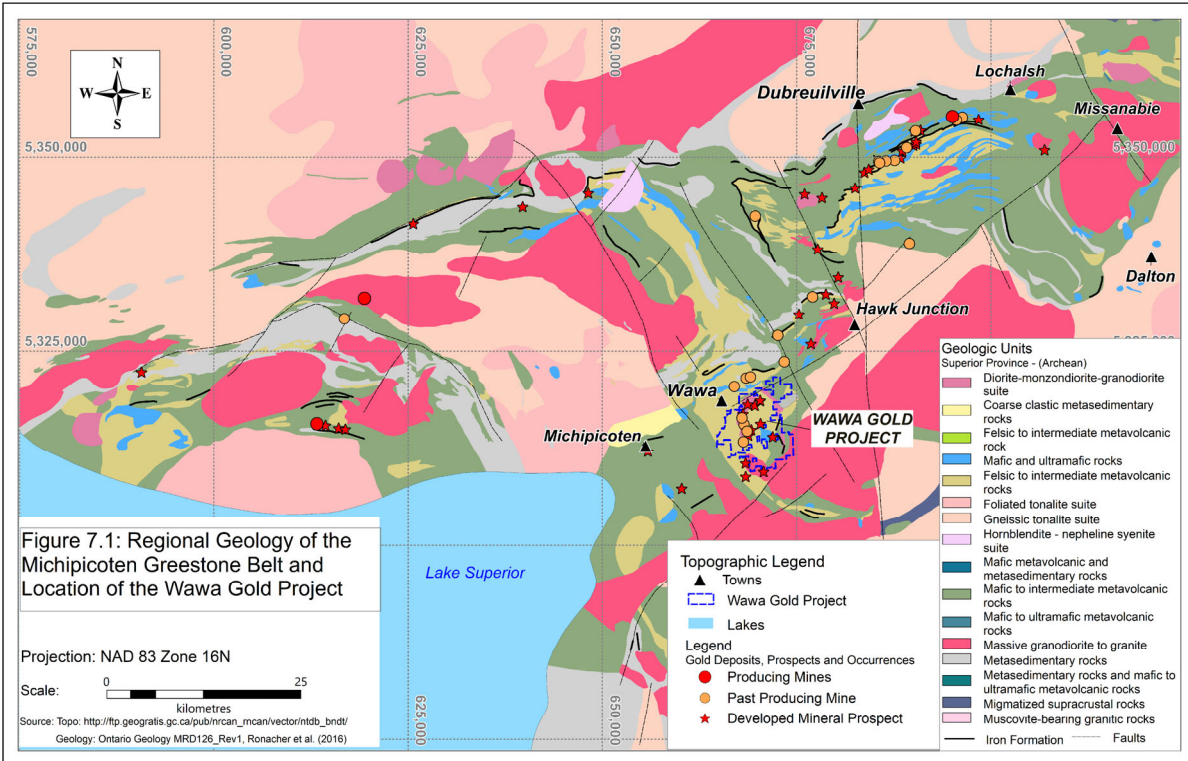 575,000
600,000
625,000
650,000
675,000
N
W E
S
Lochalsh
Dubreuilville
Missanabie
5,350,000
Dalton
Hawk Junction
5,325,000
Wawa
WAWA GOLD
PROJECT
Michipicoten
Lake Superior
625,000
650,000
Figure 7.1: Regional Geology of the
Michipicoten Greestone Belt and
Location of the Wawa Gold Project
Projection: NAD 83 Zone 16N
Scale:
0 25
kilometres
Source: Topo: http://ftp.geogratis.gc.ca/pub/nrcan_rncan/vector/ntdb_bndt/
Geology: Ontario Geology MRD126_Rev1, Ronacher et al. (2016)
Topographic Legend
Towns
Wawa Gold Project
Lakes
Legend
Gold Deposits, Prospects and Occurrences
Producing Mines
Past Producing Mine
Developed Mineral Prospect
Geologic Units
Superior Province - (Archean)
Diorite-monzondiorite-granodiorite
suite
Coarse clastic metasedimentary
rocks
Felsic to intermediate metavolcanic
rock
Mafic and ultramafic rocks
Felsic to intermediate metavolcanic
rocks
Foliated tonalite suite
Gneissic tonalite suite
Hornblendite - nepheline syenite
suite
Mafic metavolcanic and
metasedimentary rocks
Mafic to intermediate metavolcanic
rocks
Mafic to ultramafic metavolcanic
rocks
Massive granodiorite to granite
Metasedimentary rocks
Metasedimentary rocks and mafic to
ultramafic metavolcanic rocks
Migmatized supracrustal rocks
Muscovite-bearing granitic rocks
Iron Formation
Faults